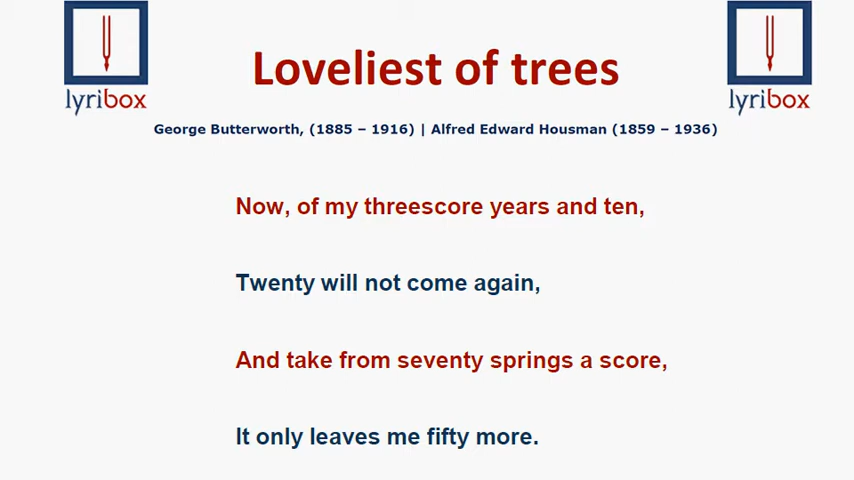 lyribox
Loveliest of trees
lyribox
George Butterworth, (1885 – 1916) | Alfred Edward Housman (1859 – 1936)
Now, of my threescore years and ten,
Twenty will not come again,
And take from seventy springs a score,
It only leaves me fifty more.